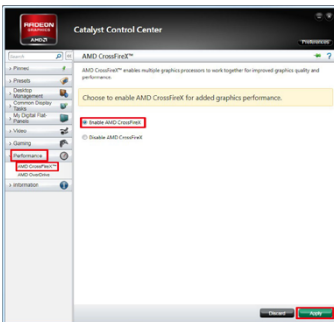 RADEON
GRAPHICS
AMD
Catalyst Control Center
Preferences
Search
AMD CrossFireX™
Pinned
Presets
Desktop
Management
Common Display
Tasks
My Digital Flat-
Panels
Video
Gaming
Performance
AMD CrossFireX™
AMD OverDrive
Information
AMD CrossFireX™ enables multiple graphics processors to work together for improved graphics quality and
performance.
Choose to enable AMD CrossFireX for added graphics performance.
Enable AMD CrossFireX
Disable AMD CrossFireX
Discard
Apply